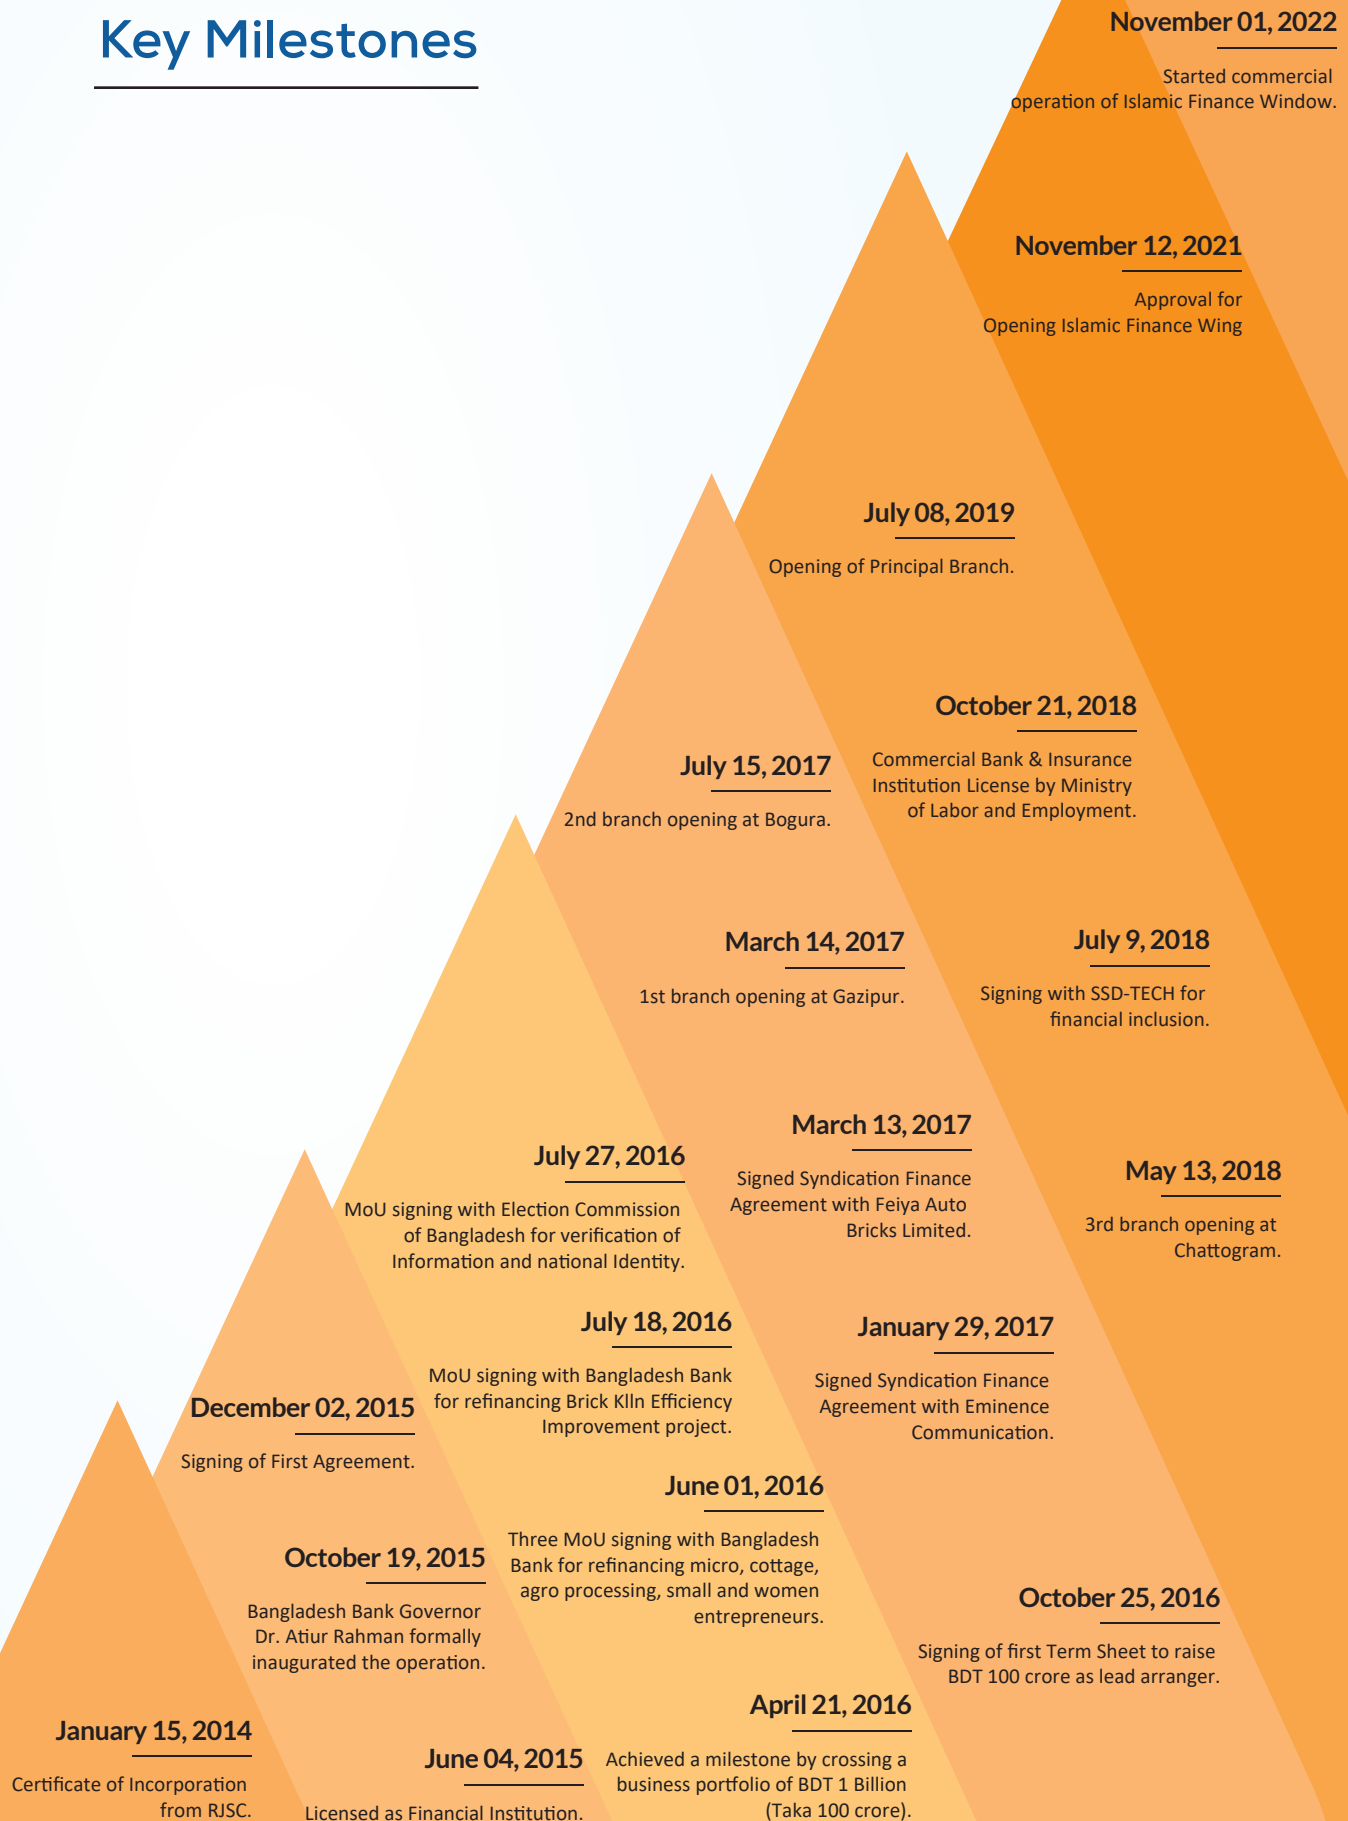 Key Milestones
November 01, 2022
Started commercial
operation of Islamic Finance Window.
November 12, 2021
Approval for
Opening Islamic Finance Wing
July 08, 2019
Opening of Principal Branch.
October 21, 2018
Commercial Bank & Insurance
Institution License by Ministry
of Labor and Employment.
July 15, 2017
2nd branch opening at Bogura.
March 14, 2017
1st branch opening at Gazipur.
July 9, 2018
Signing with SSD-TECH for
financial inclusion.
March 13, 2017
Signed Syndication Finance
Agreement with Feiya Auto
Bricks Limited.
July 27, 2016
MoU signing with Election Commission
of Bangladesh for verification of
Information and national Identity.
May 13, 2018
3rd branch opening at
Chattogram.
July 18, 2016
MoU signing with Bangladesh Bank
for refinancing Brick Klln Efficiency
Improvement project.
January 29, 2017
Signed Syndication Finance
Agreement with Eminence
Communication.
December 02, 2015
Signing of First Agreement.
June 01, 2016
Three MoU signing with Bangladesh
Bank for refinancing micro, cottage,
agro processing, small and women
entrepreneurs.
October 19, 2015
Bangladesh Bank Governor
Dr. Atiur Rahman formally
inaugurated the operation.
October 25, 2016
Signing of first Term Sheet to raise
BDT 100 crore as lead arranger.
April 21, 2016
Achieved a milestone by crossing a
business portfolio of BDT 1 Billion
(Taka 100 crore).
January 15, 2014
Certificate of Incorporation
from RJSC.
June 04, 2015
Licensed as Financial Institution.